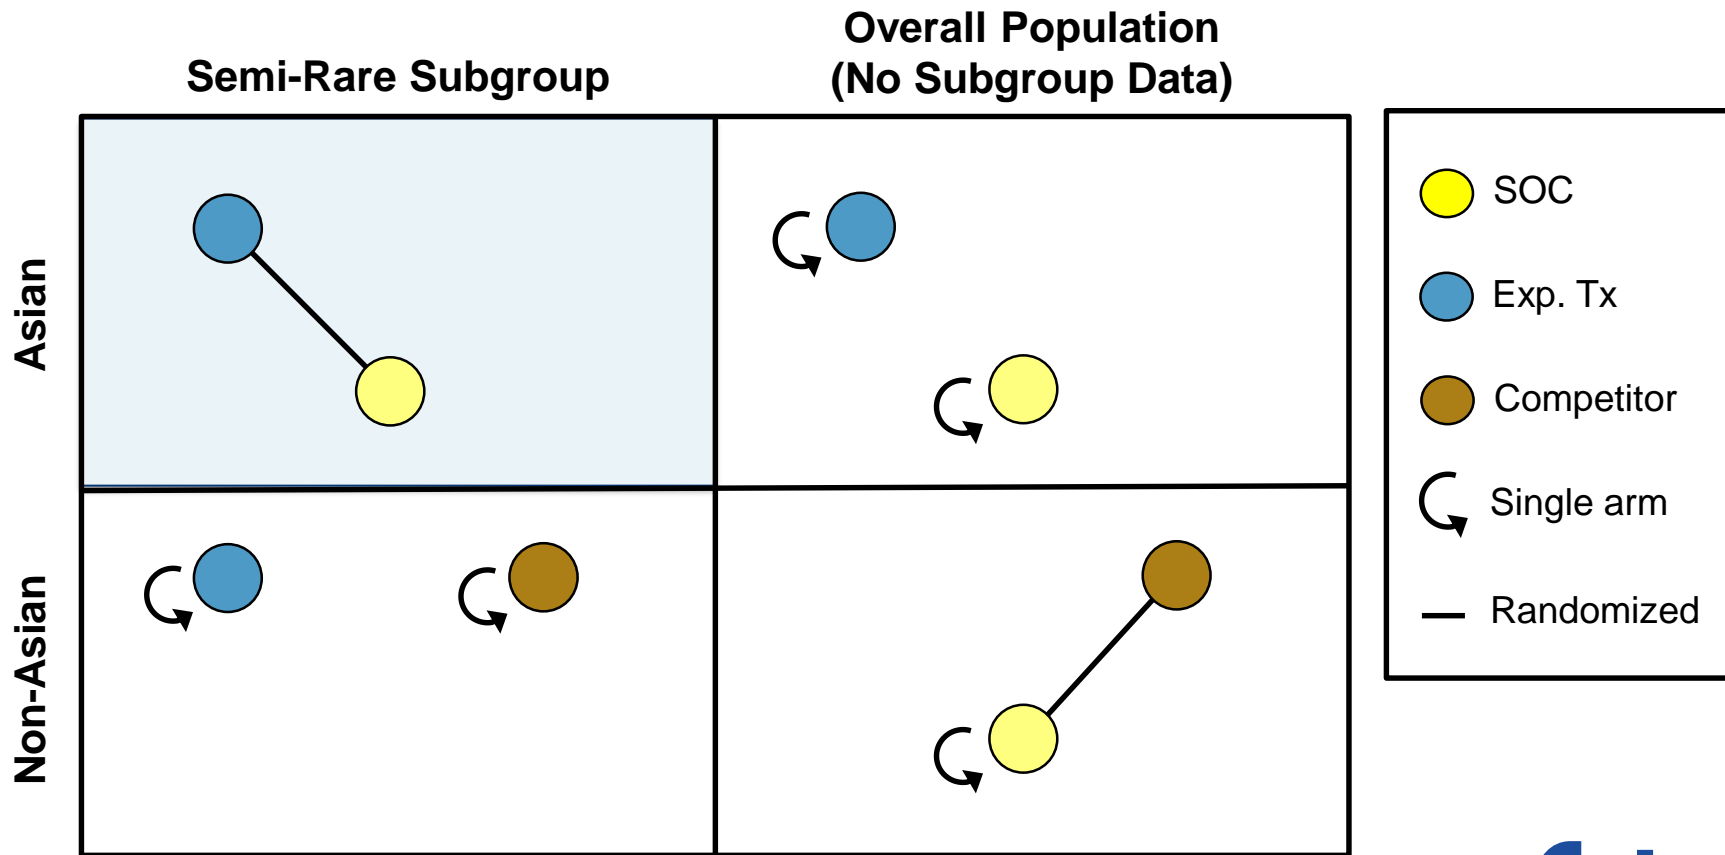 Overall Population
Semi-Rare Subgroup
(No Subgroup Data)
Asian
Non-Asian
SOC
Exp. Tx
Competitor
Single arm
Randomized